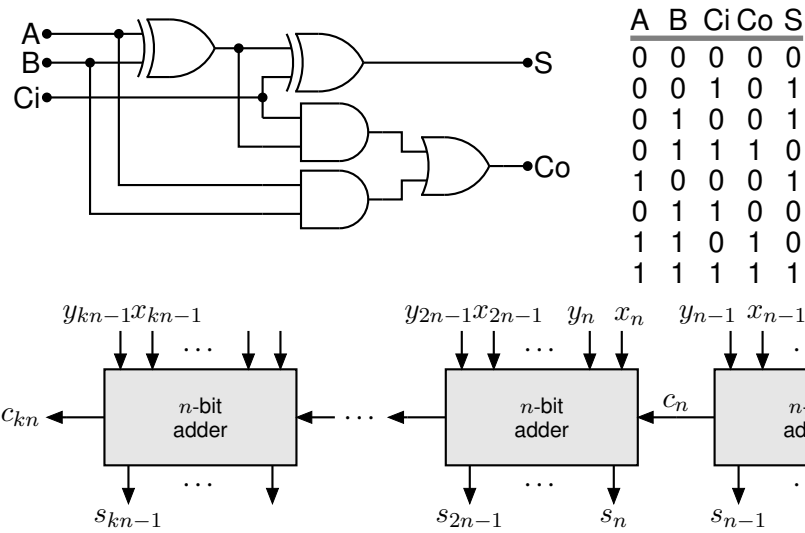 A
B
Ci
S
Co
A B Ci Co S
0 0 0 0 0
0 0 1 0 1
0 1 0 0 1
0 1 1 1 0
1 0 0 0 1
0 1 1 0 0
1 1 0 1 0
1 1 1 1 1
y_{kn−1} x_{kn−1} y_{2n−1} x_{2n−1} y_n x_n y_{n−1} x_{n−1}
··· ···
c_{kn} n-bit adder ··· n-bit adder c_n
··· ···
s_{kn−1} s_{2n−1} s_n s_{n−1}